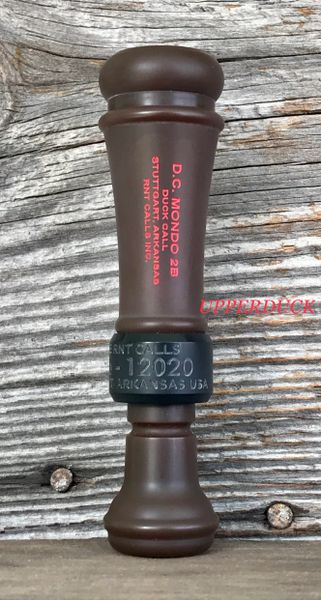 D.C. MONDO 2B
DUCK CALL
STUTTGART, ARKANSAS
RNT CALLS INC.
UPPERDUCK
RNT CALLS
- 12020
ARKANSAS USA